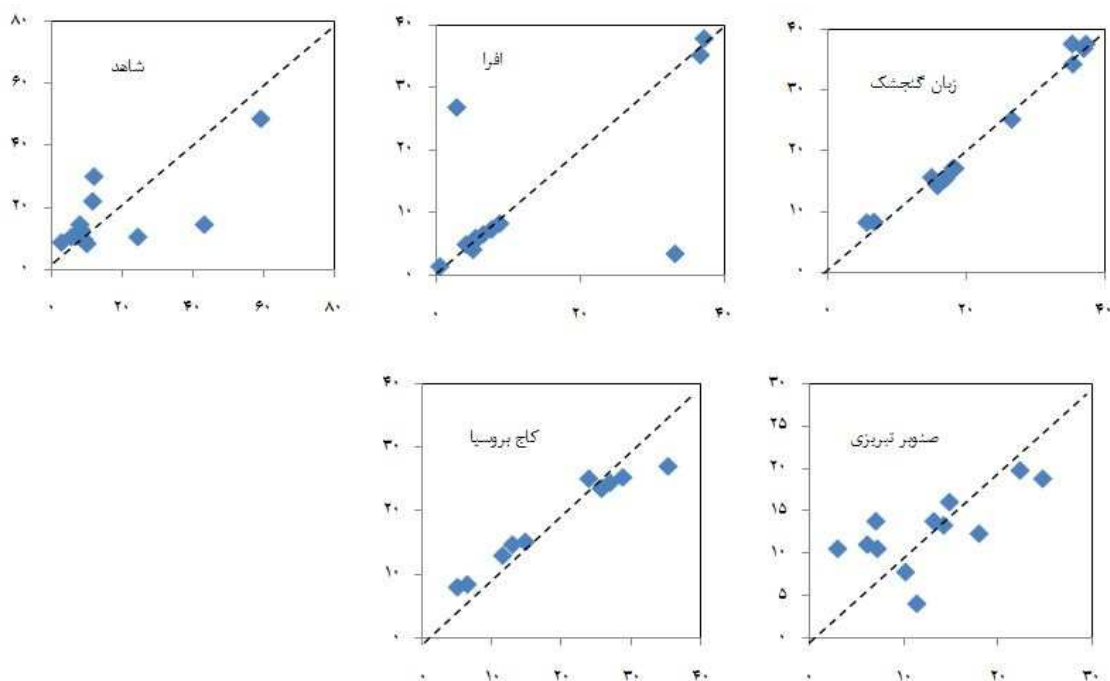 شاهد
۸۰
۶۰
۴۰
۲۰
۰
۰ ۲۰ ۴۰ ۶۰ ۸۰
افرا
۴۰
۳۰
۲۰
۱۰
۰
۰ ۲۰ ۴۰
زبان گنجشک
۴۰
۳۰
۲۰
۱۰
۰
۰ ۲۰ ۴۰
کاج بروسیا
۴۰
۳۰
۲۰
۱۰
۰
۰ ۱۰ ۲۰ ۳۰ ۴۰
صنوبر تبریزی
۳۰
۲۵
۲۰
۱۵
۱۰
۵
۰
۰ ۱۰ ۲۰ ۳۰